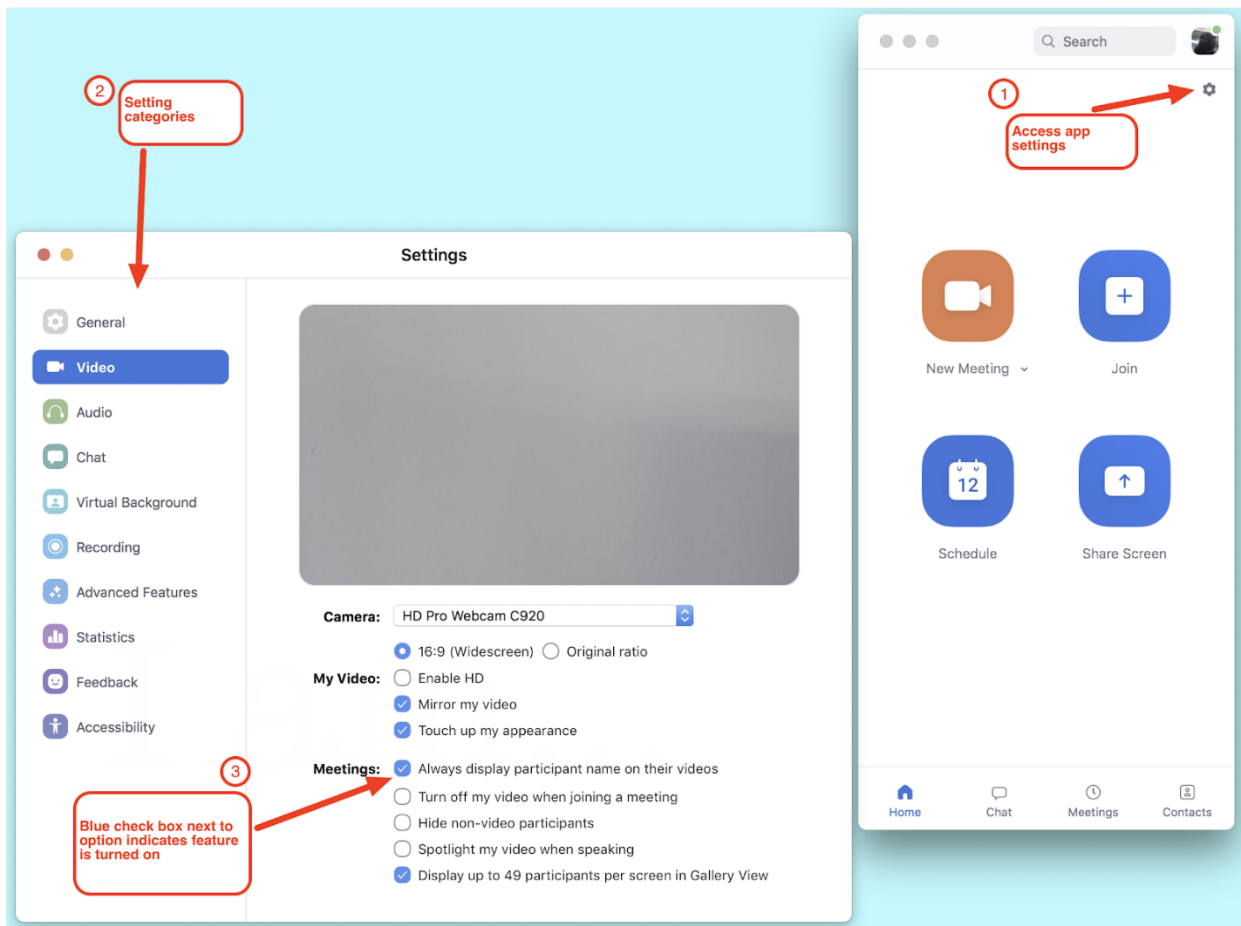 Search
1
Access app
settings
New Meeting
Join
12
Schedule
Share Screen
Home
Chat
Meetings
Contacts
2
Setting
categories
Settings
General
Video
Audio
Chat
Virtual Background
Recording
Advanced Features
Statistics
Feedback
Accessibility
Camera: HD Pro Webcam C920
16:9 (Widescreen) Original ratio
My Video: Enable HD
Mirror my video
Touch up my appearance
Meetings: Always display participant name on their videos
Turn off my video when joining a meeting
Hide non-video participants
Spotlight my video when speaking
Display up to 49 participants per screen in Gallery View
3
Blue check box next to
option indicates feature
is turned on